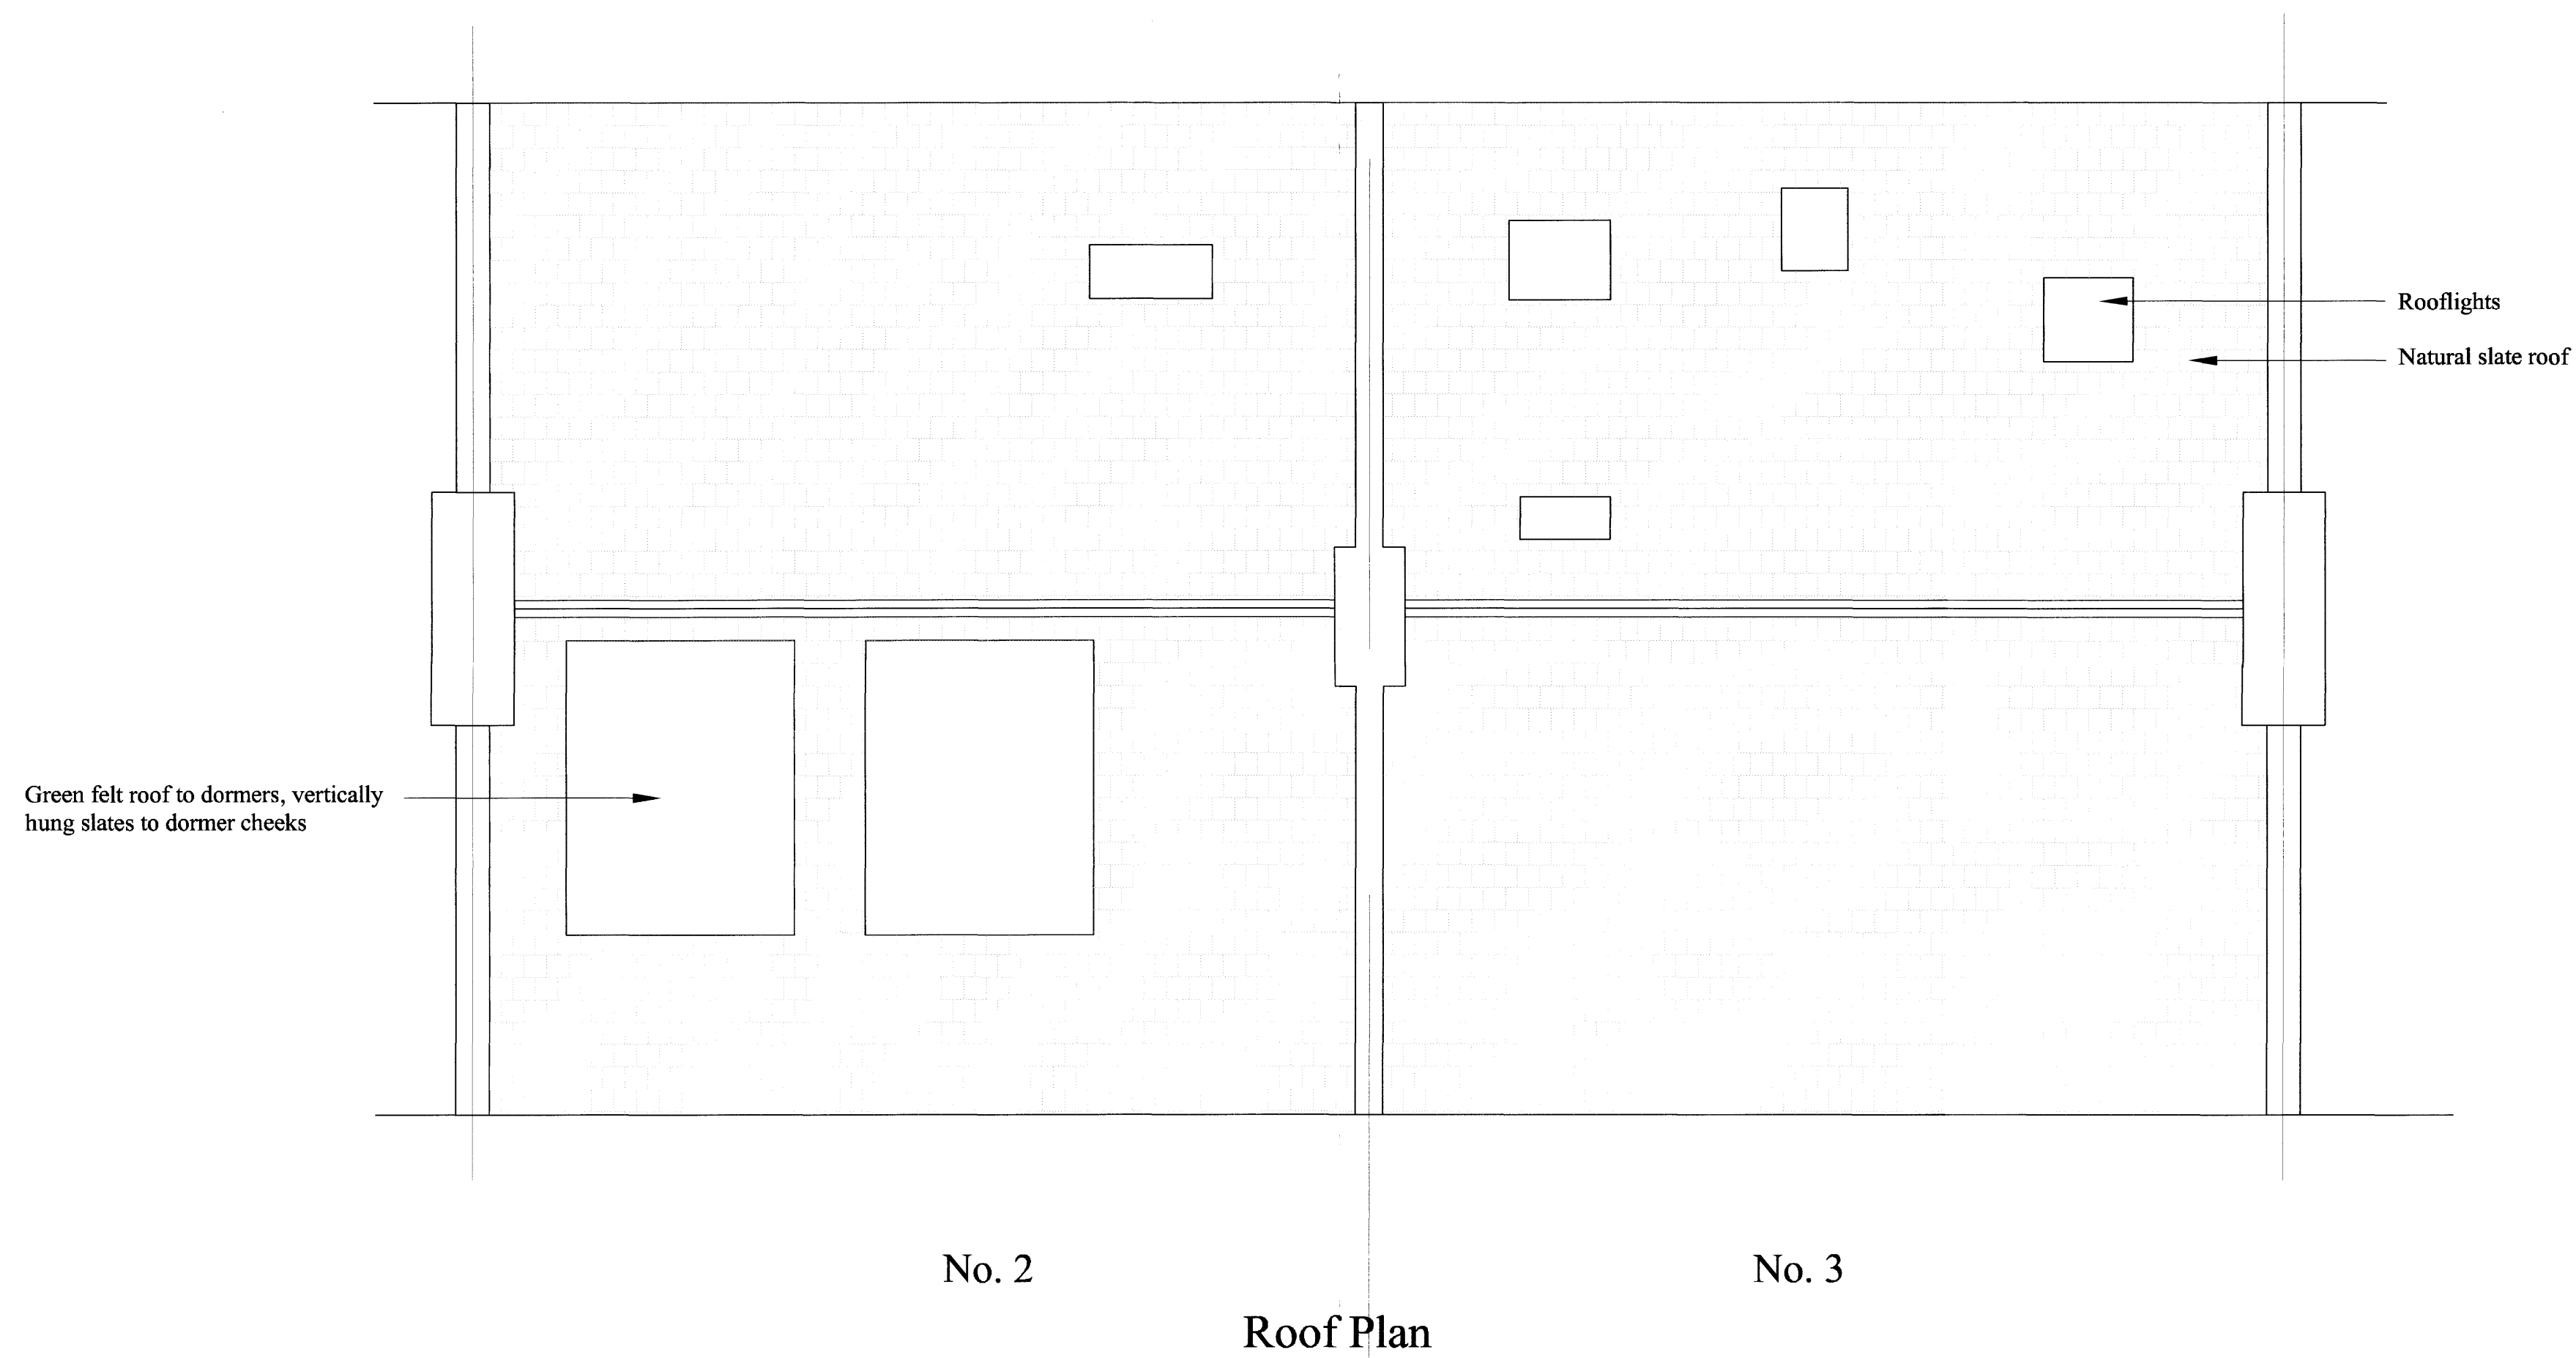 Rooflights
Natural slate roof
Green felt roof to dormers, vertically
hung slates to dormer cheeks
No. 2
No. 3
Roof Plan